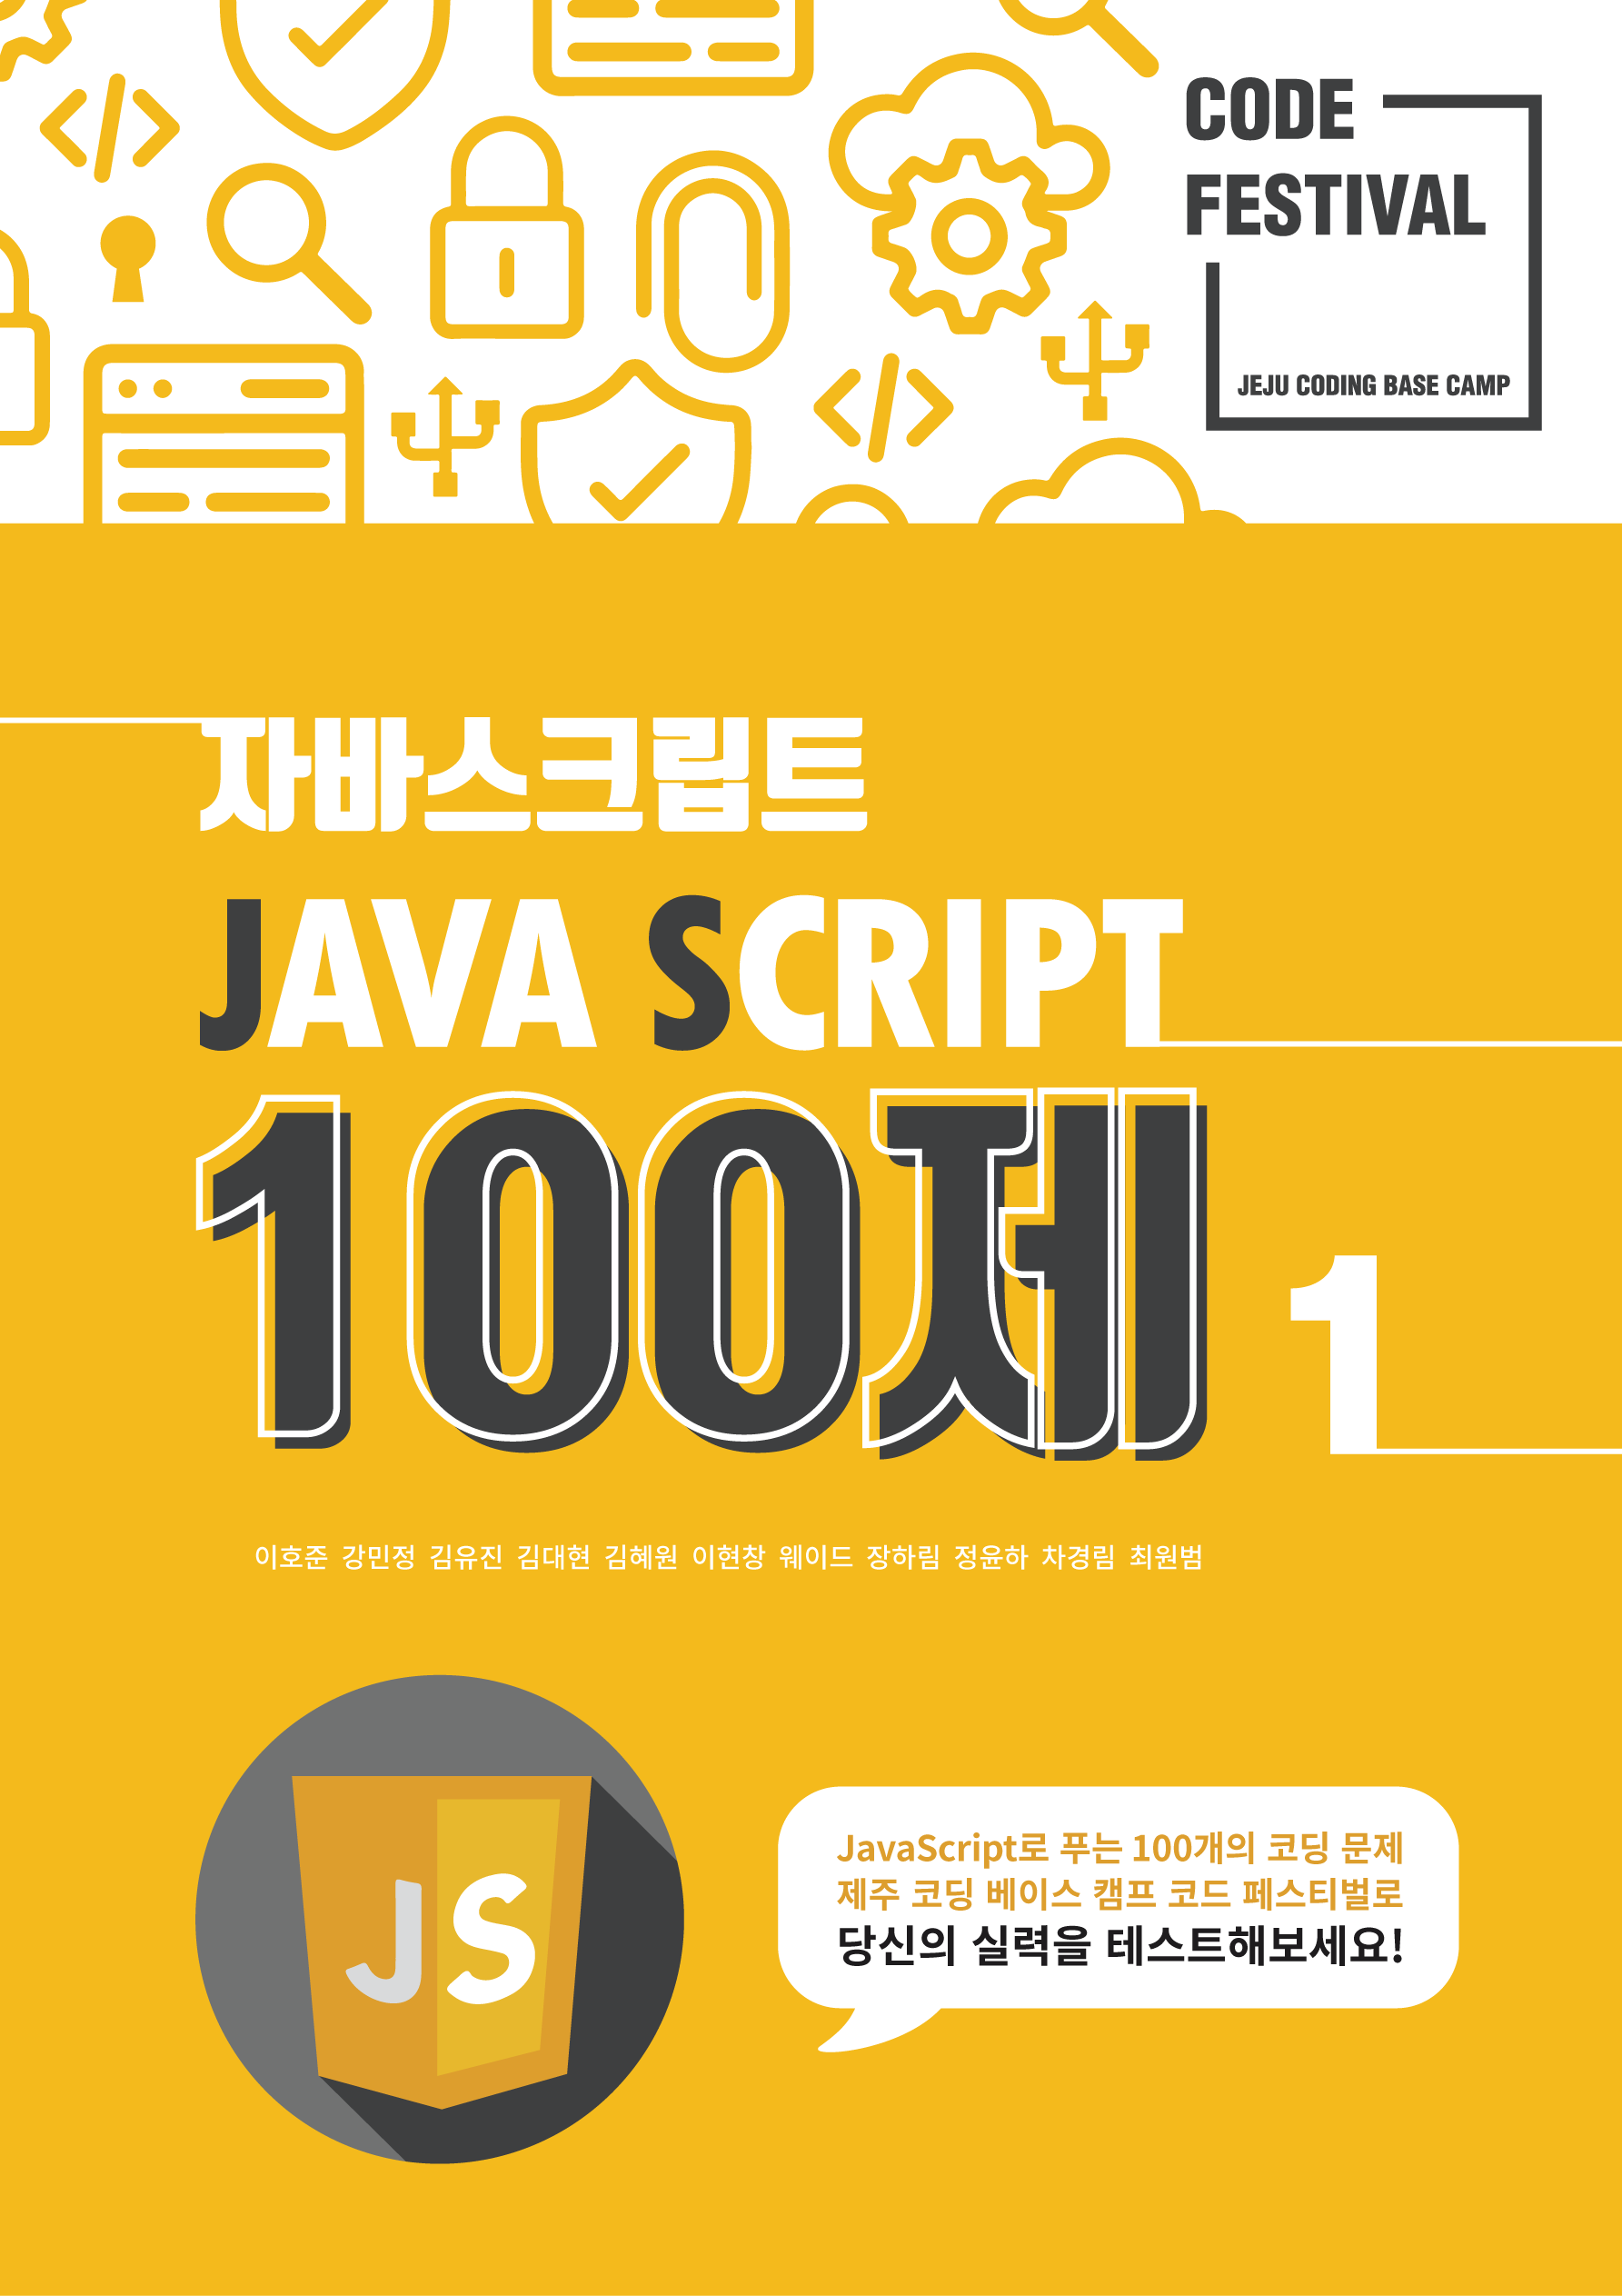 CODE
FESTIVAL
JEJU CODING BASE CAMP
자바스크립트
JAVA SCRIPT
100제 1
이호준 강민정 김유진 김대현 김혜원 이현창 웨이드 장하림 정윤하 차경림 최원범
JS
JavaScript로 푸는 100개의 코딩 문제
제주 코딩 베이스 캠프 코드 페스티벌로
당신의 실력을 테스트해보세요!